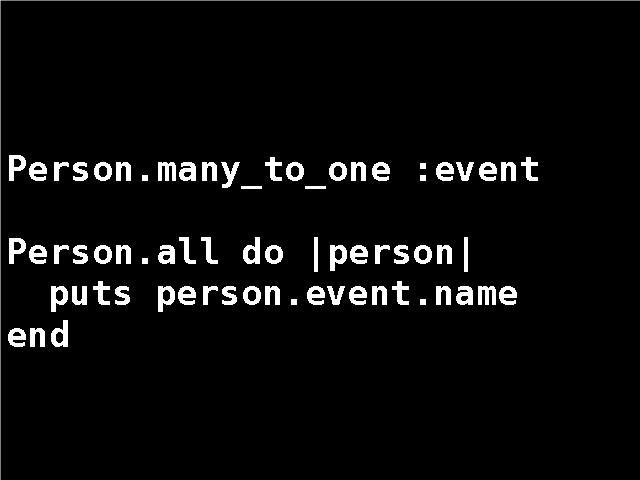 Person.many_to_one :event
Person.all do |person|
  puts person.event.name
end